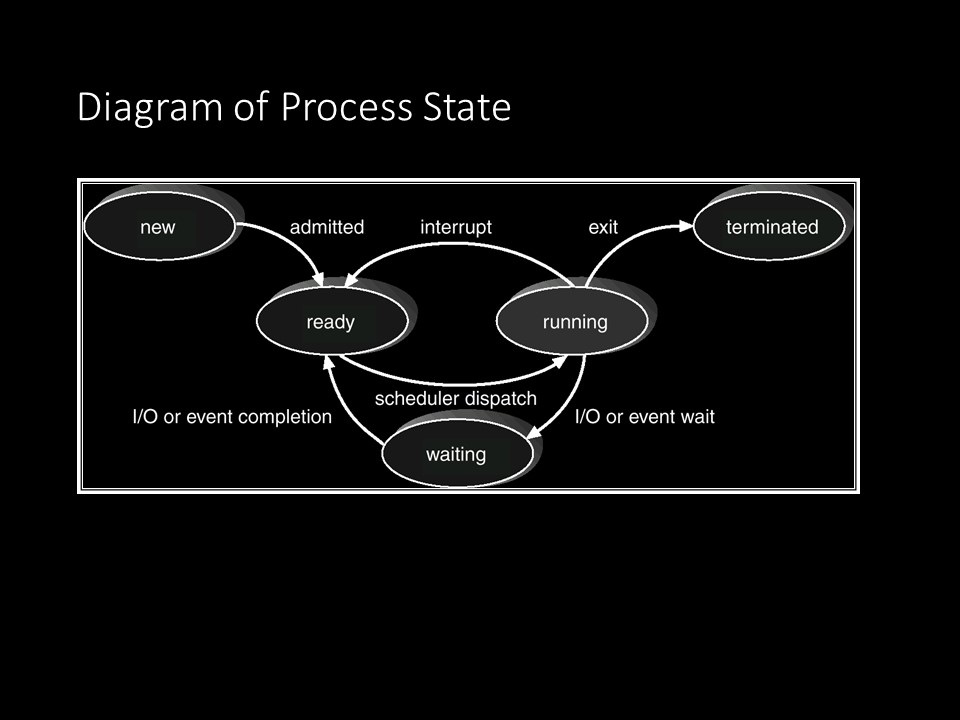 Diagram of Process State
new
admitted
interrupt
exit
terminated
ready
running
scheduler dispatch
I/O or event completion
I/O or event wait
waiting